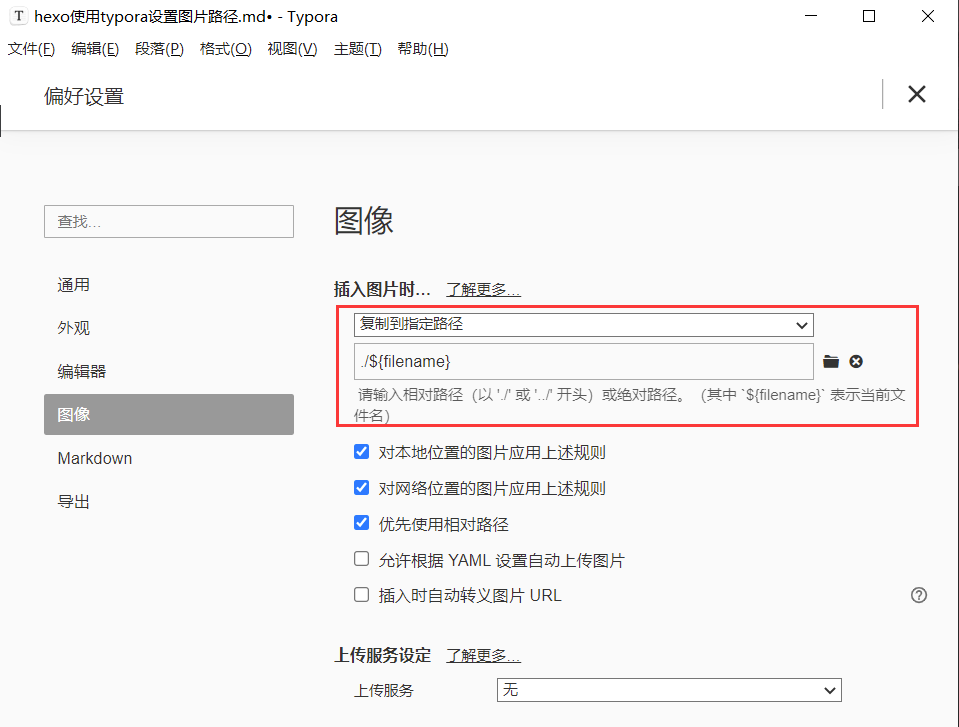 T hexo使用typora设置图片路径.md• - Typora
文件(F) 编辑(E) 段落(P) 格式(O) 视图(V) 主题(T) 帮助(H)
偏好设置
查找...
通用
外观
编辑器
图像
Markdown
导出
图像
插入图片时... 了解更多...
复制到指定路径
./${filename}
请输入相对路径（以 './' 或 '../' 开头）或绝对路径。（其中 `${filename}` 表示当前文
件名）
对本地位置的图片应用上述规则
对网络位置的图片应用上述规则
优先使用相对路径
允许根据 YAML 设置自动上传图片
插入时自动转义图片 URL
上传服务设定 了解更多...
上传服务 无